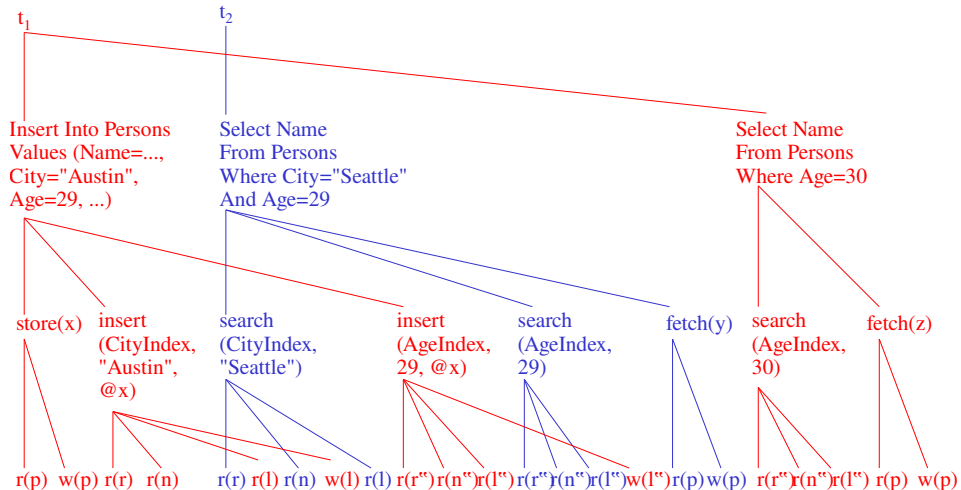 t1 t2
Insert Into Persons
Values (Name=...,
City="Austin",
Age=29, ...)
Select Name
From Persons
Where City="Seattle"
And Age=29
Select Name
From Persons
Where Age=30
store(x)
insert
(CityIndex,
"Austin",
@x)
search
(CityIndex,
"Seattle")
insert
(AgeIndex,
29, @x)
search
(AgeIndex,
29)
fetch(y)
search
(AgeIndex,
30)
fetch(z)
r(p) w(p) r(r) r(n) r(r) r(l) r(n) w(l) r(l) r(r‟) r(n‟) r(l‟) r(r‟) r(n‟) r(l‟) w(l‟) r(p) w(p) r(r‟) r(n‟) r(l‟) r(p) w(p)